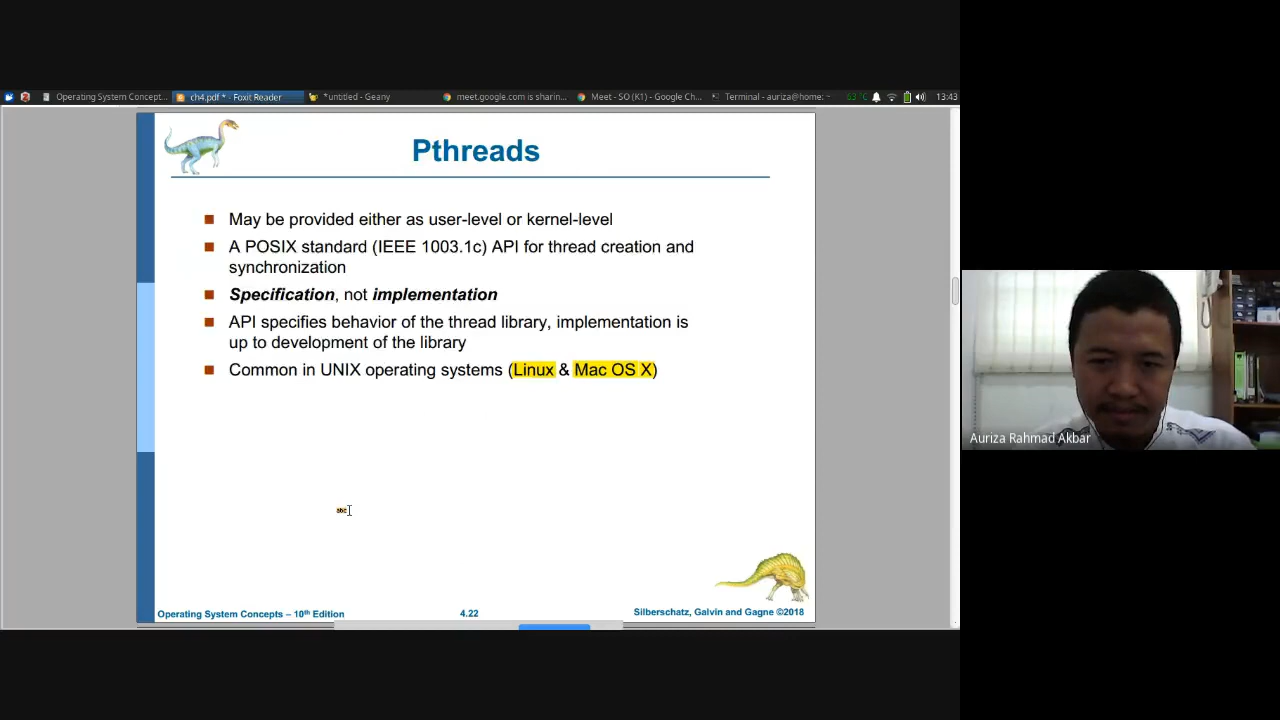 Operating System Concept...
ch4.pdf * - Foxit Reader
*untitled - Geany
meet.google.com is sharin...
Meet - SO (K1) - Google Ch...
Terminal - auriza@home: ~
63°C
13:43
Pthreads
May be provided either as user-level or kernel-level
A POSIX standard (IEEE 1003.1c) API for thread creation and
synchronization
Specification, not implementation
API specifies behavior of the thread library, implementation is
up to development of the library
Common in UNIX operating systems (Linux & Mac OS X)
abc
Auriza Rahmad Akbar
Operating System Concepts – 10th Edition
4.22
Silberschatz, Galvin and Gagne ©2018